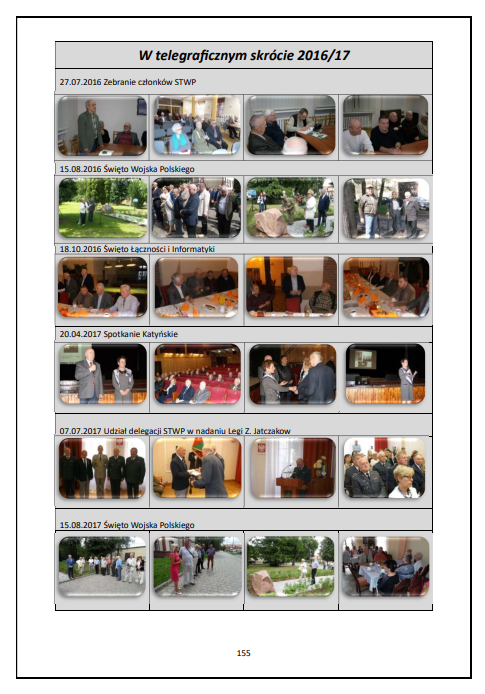 W telegraficznym skrócie 2016/17
27.07.2016 Zebranie członków STWP
15.08.2016 Święto Wojska Polskiego
18.10.2016 Święto Łączności i Informatyki
20.04.2017 Spotkanie Katyńskie
07.07.2017 Udział delegacji STWP w nadaniu Legi Z. Jatczakow
15.08.2017 Święto Wojska Polskiego
155